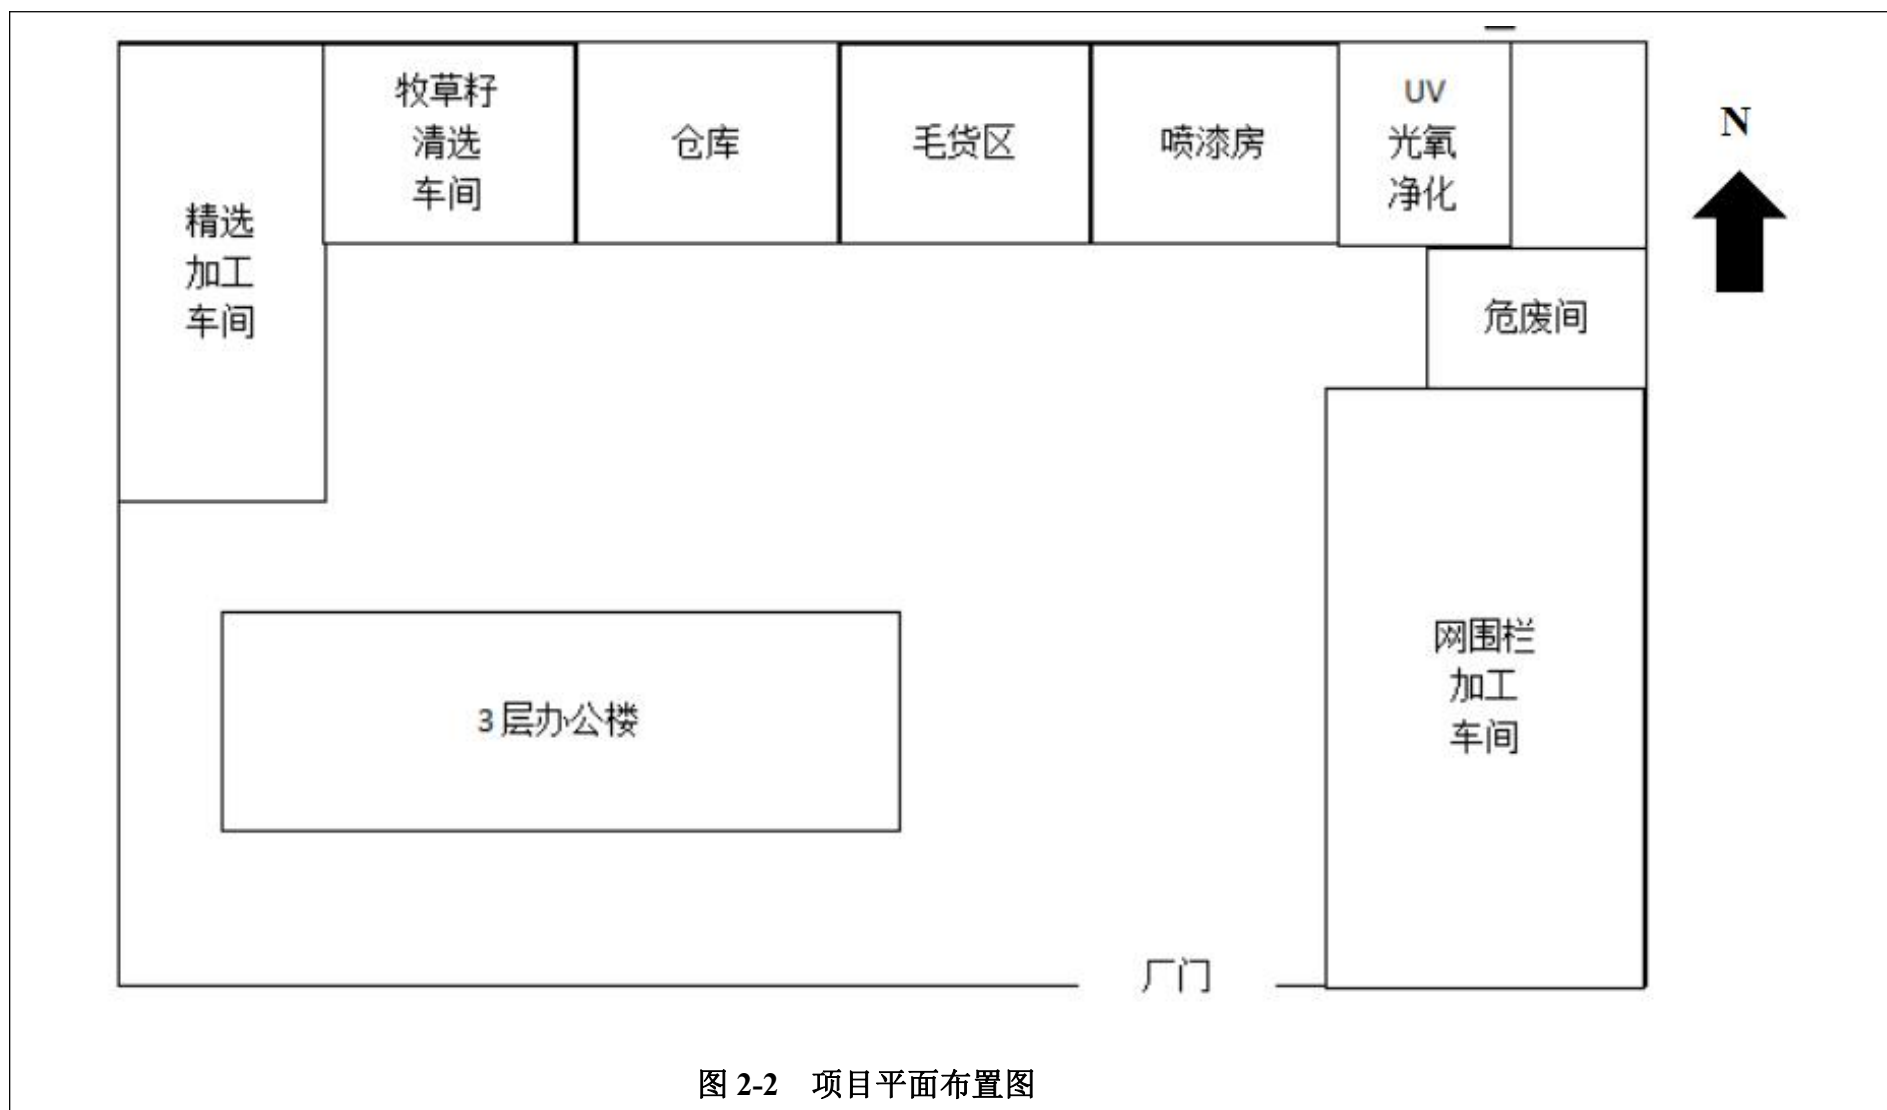 牧草籽
清选
车间
仓库
毛货区
喷漆房
UV
光氧
净化
N
精选
加工
车间
危废间
网围栏
加工
车间
3层办公楼
厂门
图 2-2 项目平面布置图